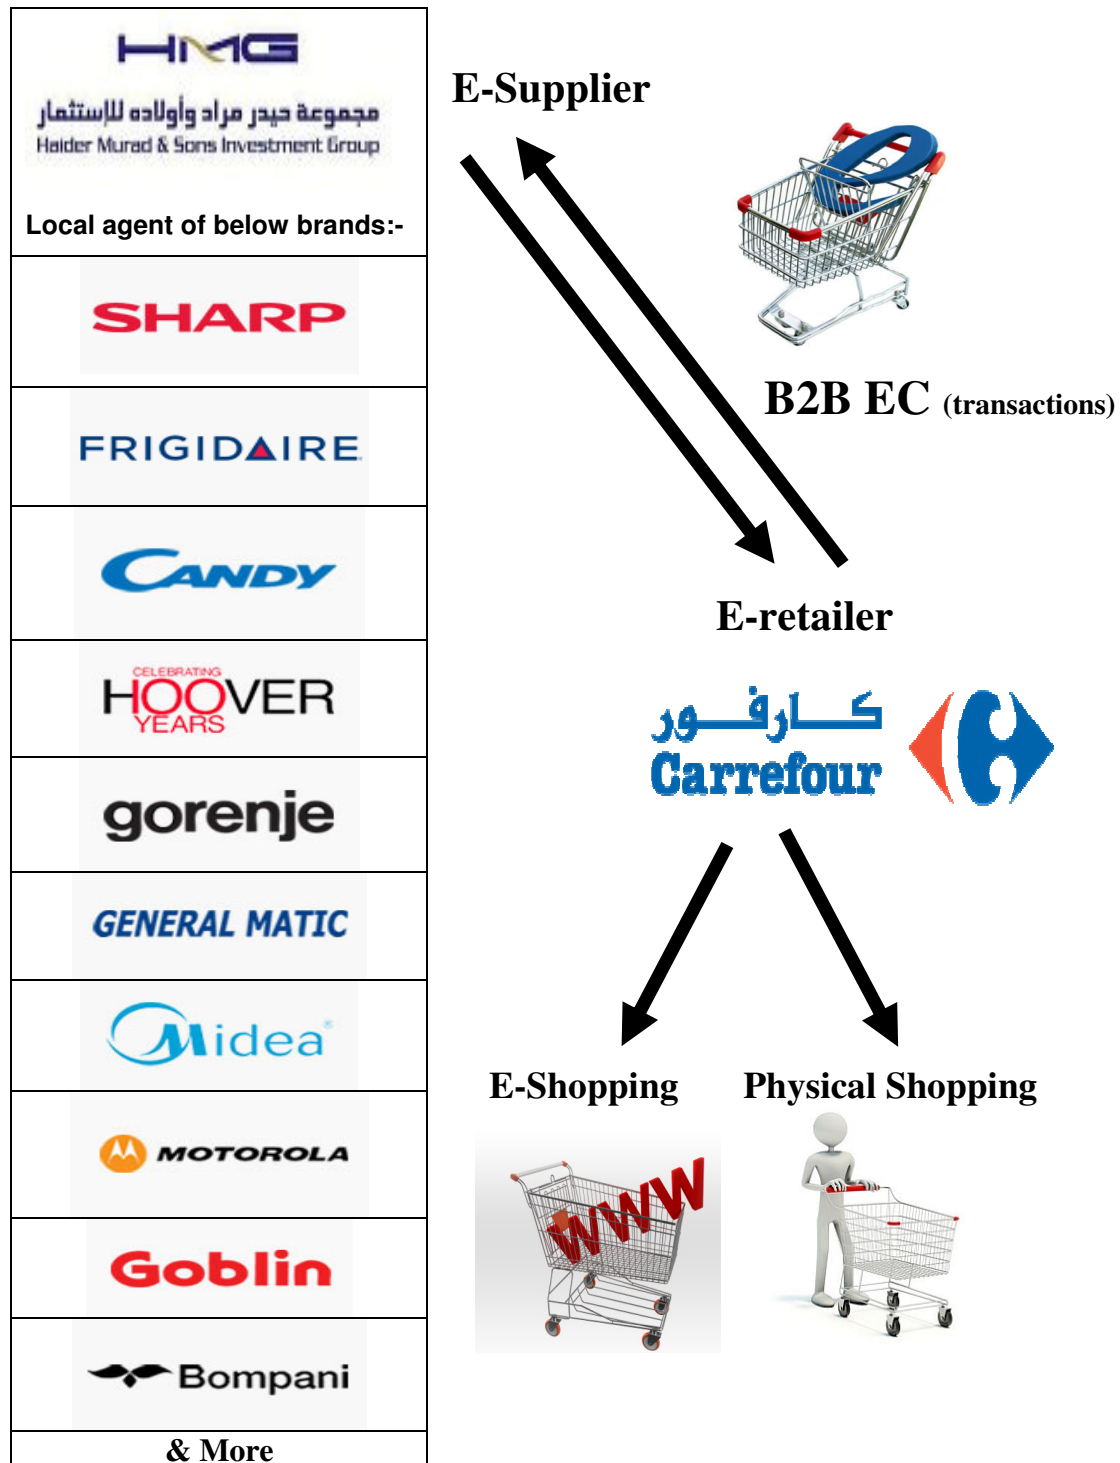 HMG
مجموعة حيدر مراد وأولاده للإستثمار
Haider Murad & Sons Investment Group
Local agent of below brands:-
SHARP
FRIGIDAIRE
CANDY
CELEBRATING
HOOVER
YEARS
gorenje
GENERAL MATIC
Midea®
MOTOROLA
Goblin
Bompani
& More
E-Supplier
B2B EC (transactions)
E-retailer
كارفور
Carrefour
E-Shopping
Physical Shopping
www